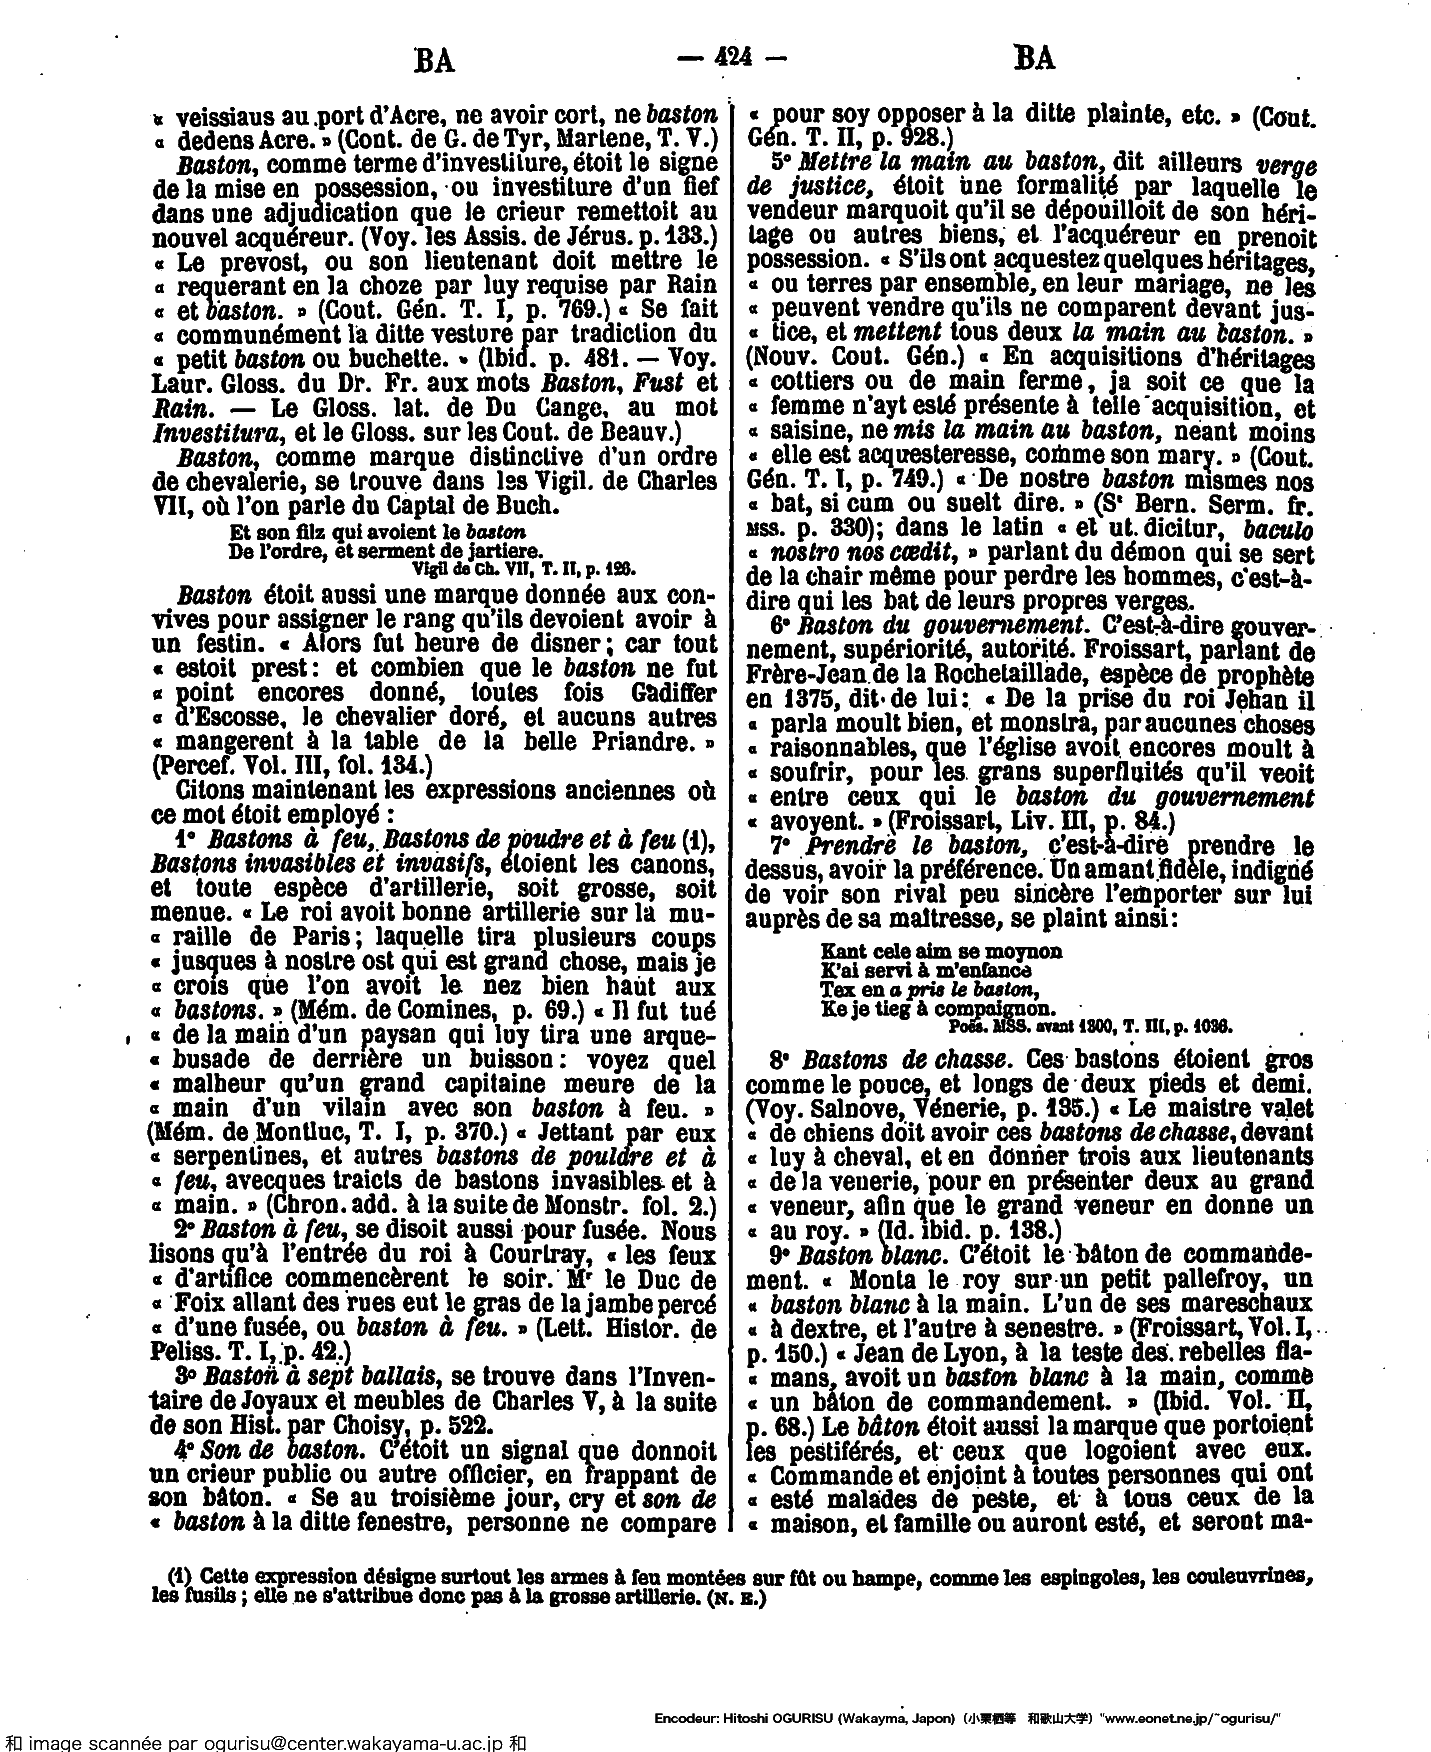 BA
— 424 —
BA
« veissiaus au port d'Acre, ne avoir cort, ne baston
« dedens Acre. » (Cont. de G. de Tyr, Martene, T. V.)
Baston, comme terme d'investiture, étoit le signe
de la mise en possession, ou investiture d'un fief
dans une adjudication que le crieur remettoit au
nouvel acquéreur. (Voy. les Assis. de Jérus. p. 133.)
« Le prevost, ou son lieutenant doit mettre le
« requerant en la choze par luy requise par Rain
« et baston. » (Cout. Gén. T. I, p. 769.) « Se fait
« communément la ditte vesture par tradiction du
« petit baston ou buchette. » (Ibid. p. 481. — Voy.
Laur. Gloss. du Dr. Fr. aux mots Baston, Fust et
Rain. — Le Gloss. lat. de Du Cange, au mot
Investitura, et le Gloss. sur les Cout. de Beauv.)
Baston, comme marque distinctive d'un ordre
de chevalerie, se trouve dans les Vigil. de Charles
VII, où l'on parle du Captal de Buch.
Et son filz qui avoient le baston
De l'ordre, et serment de jartiere.
Vigil de Ch. VII, T. II, p. 126.
Baston étoit aussi une marque donnée aux con-
vives pour assigner le rang qu'ils devoient avoir à
un festin. « Alors fut heure de disner ; car tout
« estoit prest : et combien que le baston ne fut
« point encores donné, toutes fois Gadiffer
« d'Escosse, le chevalier doré, et aucuns autres
« mangerent à la table de la belle Priandre. »
(Percef. Vol. III, fol. 134.)
Citons maintenant les expressions anciennes où
ce mot étoit employé :
1° Bastons à feu, Bastons de poudre et à feu (1),
Bastons invasibles et invasifs, étoient les canons,
et toute espèce d'artillerie, soit grosse, soit
menue. « Le roi avoit bonne artillerie sur la mu-
« raille de Paris ; laquelle tira plusieurs coups
« jusques à nostre ost qui est grand chose, mais je
« crois que l'on avoit le nez bien haut aux
« bastons. » (Mém. de Comines, p. 69.) « Il fut tué
« de la main d'un paysan qui luy tira une arque-
« busade de derrière un buisson : voyez quel
« malheur qu'un grand capitaine meure de la
« main d'un vilain avec son baston à feu. »
(Mém. de Montluc, T. I, p. 370.) « Jettant par eux
« serpentines, et autres bastons de pouldre et à
« feu, avecques traicts de bastons invasibles et à
« main. » (Chron. add. à la suite de Monstr. fol. 2.)
2° Baston à feu, se disoit aussi pour fusée. Nous
lisons qu'à l'entrée du roi à Courtray, « les feux
« d'artifice commencèrent le soir. Mr le Duc de
« Foix allant des rues eut le gras de la jambe percé
« d'une fusée, ou baston à feu. » (Lett. Histor. de
Peliss. T. I, p. 42.)
3° Baston à sept ballais, se trouve dans l'Inven-
taire de Joyaux et meubles de Charles V, à la suite
de son Hist. par Choisy, p. 522.
4° Son de baston. C'étoit un signal que donnoit
un crieur public ou autre officier, en frappant de
son bâton. « Se au troisième jour, cry et son de
« baston à la ditte fenestre, personne ne compare
« pour soy opposer à la ditte plainte, etc. » (Cout.
Gén. T. II, p. 928.)
5° Mettre la main au baston, dit ailleurs verge
de justice, étoit une formalité par laquelle le
vendeur marquoit qu'il se dépouilloit de son héri-
tage ou autres biens, et l'acquéreur en prenoit
possession. « S'ils ont acquestez quelques héritages,
« ou terres par ensemble, en leur mariage, ne les
« peuvent vendre qu'ils ne comparent devant jus-
« tice, et mettent tous deux la main au baston. »
(Nouv. Cout. Gén.) « En acquisitions d'héritages
« cottiers ou de main ferme, ja soit ce que la
« femme n'ayt esté présente à telle acquisition, et
« saisine, ne mis la main au baston, néant moins
« elle est acquesteresse, comme son mary. » (Cout.
Gén. T. I, p. 749.) « De nostre baston mismes nos
« bat, si cum ou suelt dire. » (St Bern. Serm. fr.
MSS. p. 330); dans le latin « et ut. dicitur, baculo
« nostro nos cœdit, » parlant du démon qui se sert
de la chair même pour perdre les hommes, c'est-à-
dire qui les bat de leurs propres verges.
6° Baston du gouvernement. C'est-à-dire gouver-
nement, supériorité, autorité. Froissart, parlant de
Frère-Jean de la Rochetaillade, espèce de prophète
en 1375, dit de lui : « De la prise du roi Jehan il
« parla moult bien, et monstra, par aucunes choses
« raisonnables, que l'église avoit encores moult à
« soufrir, pour les grans superfluités qu'il veoit
« entre ceux qui le baston du gouvernement
« avoyent. » (Froissart, Liv. III, p. 84.)
7° Prendre le baston, c'est-à-dire prendre le
dessus, avoir la préférence. Un amant fidèle, indigné
de voir son rival peu sincère l'emporter sur lui
auprès de sa maîtresse, se plaint ainsi :
Kant cele aim se moynon
K'ai servi à m'enfance
Tex en a pris le baston,
Ke je tieg à compaignon.
Poës. MSS. avant 1300, T. III, p. 1036.
8° Bastons de chasse. Ces bastons étoient gros
comme le pouce, et longs de deux pieds et demi.
(Voy. Salnove, Vénerie, p. 135.) « Le maistre valet
« de chiens doit avoir ces bastons de chasse, devant
« luy à cheval, et en donner trois aux lieutenants
« de la venerie, pour en présenter deux au grand
« veneur, afin que le grand veneur en donne un
« au roy. » (Id. ibid. p. 138.)
9° Baston blanc. C'étoit le bâton de commande-
ment. « Monta le roy sur un petit pallefroy, un
« baston blanc à la main. L'un de ses mareschaux
« à dextre, et l'autre à senestre. » (Froissart, Vol. I,
p. 150.) « Jean de Lyon, à la teste des rebelles fla-
« mans, avoit un baston blanc à la main, comme
« un bâton de commandement. » (Ibid. Vol. II,
p. 68.) Le bâton étoit aussi la marque que portoient
les pestiférés, et ceux que logoient avec eux.
« Commande et enjoint à toutes personnes qui ont
« esté malades de peste, et à tous ceux de la
« maison, et famille ou auront esté, et seront ma-
(1) Cette expression désigne surtout les armes à feu montées sur fût ou hampe, comme les espingoles, les couleuvrines,
les fusils ; elle ne s'attribue donc pas à la grosse artillerie. (N. E.)
Encodeur: Hitoshi OGURISU (Wakayma, Japon) (小栗栖等 和歌山大学) "www.eonet.ne.jp/~ogurisu/"
和 image scannée par ogurisu@center.wakayama-u.ac.jp 和